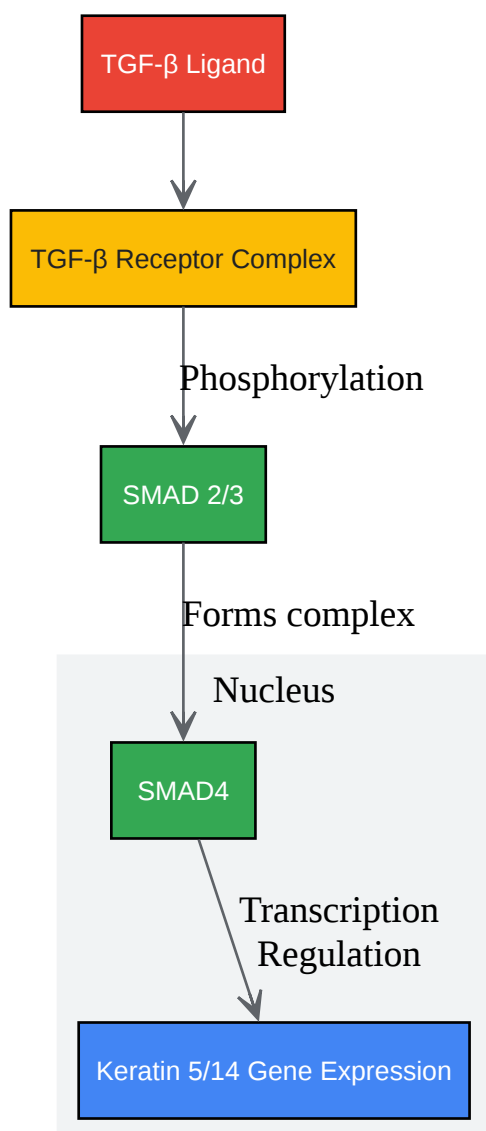 TGF-β Ligand
TGF-β Receptor Complex
Phosphorylation
SMAD 2/3
Forms complex
Nucleus
SMAD4
Transcription
Regulation
Keratin 5/14 Gene Expression